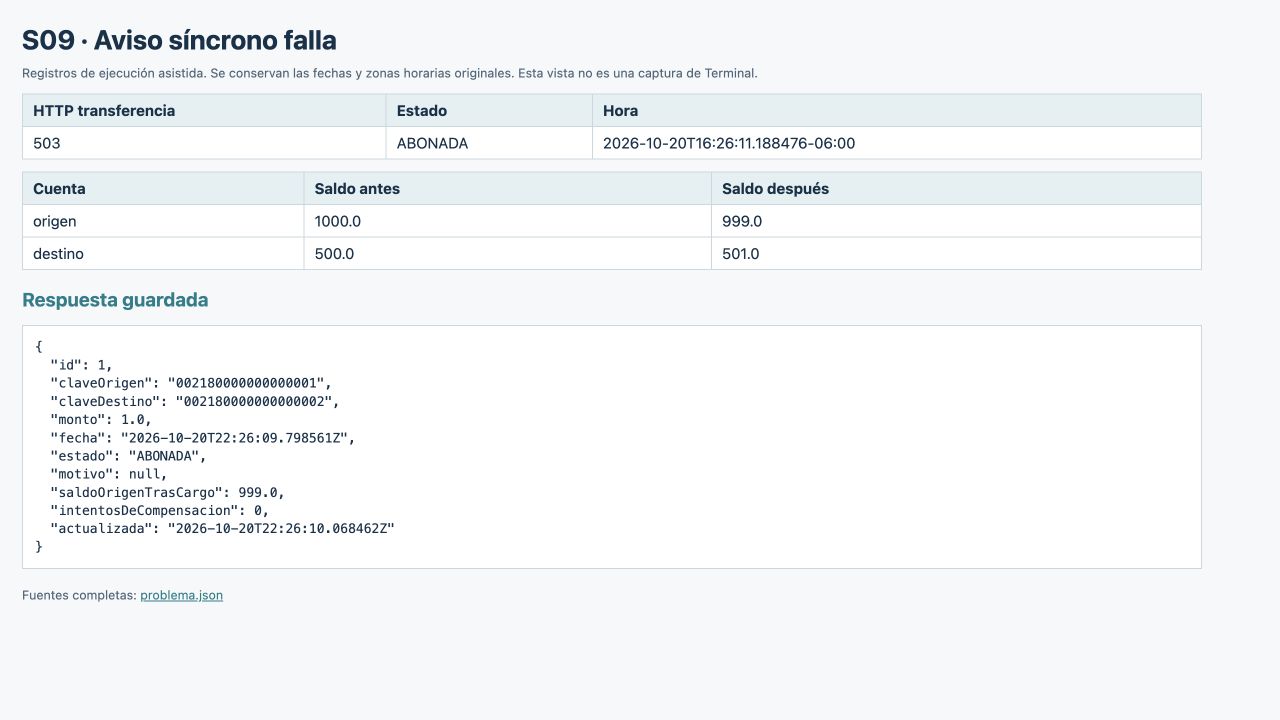 S09 · Aviso síncrono falla
Registros de ejecución asistida. Se conservan las fechas y zonas horarias originales. Esta vista no es una captura de Terminal.
HTTP transferencia Estado Hora
503 ABONADA 2026-10-20T16:26:11.188476-06:00
Cuenta Saldo antes Saldo después
origen 1000.0 999.0
destino 500.0 501.0
Respuesta guardada
{
  "id": 1,
  "claveOrigen": "002180000000000001",
  "claveDestino": "002180000000000002",
  "monto": 1.0,
  "fecha": "2026-10-20T22:26:09.798561Z",
  "estado": "ABONADA",
  "motivo": null,
  "saldoOrigenTrasCargo": 999.0,
  "intentosDeCompensacion": 0,
  "actualizada": "2026-10-20T22:26:10.068462Z"
}
Fuentes completas: problema.json